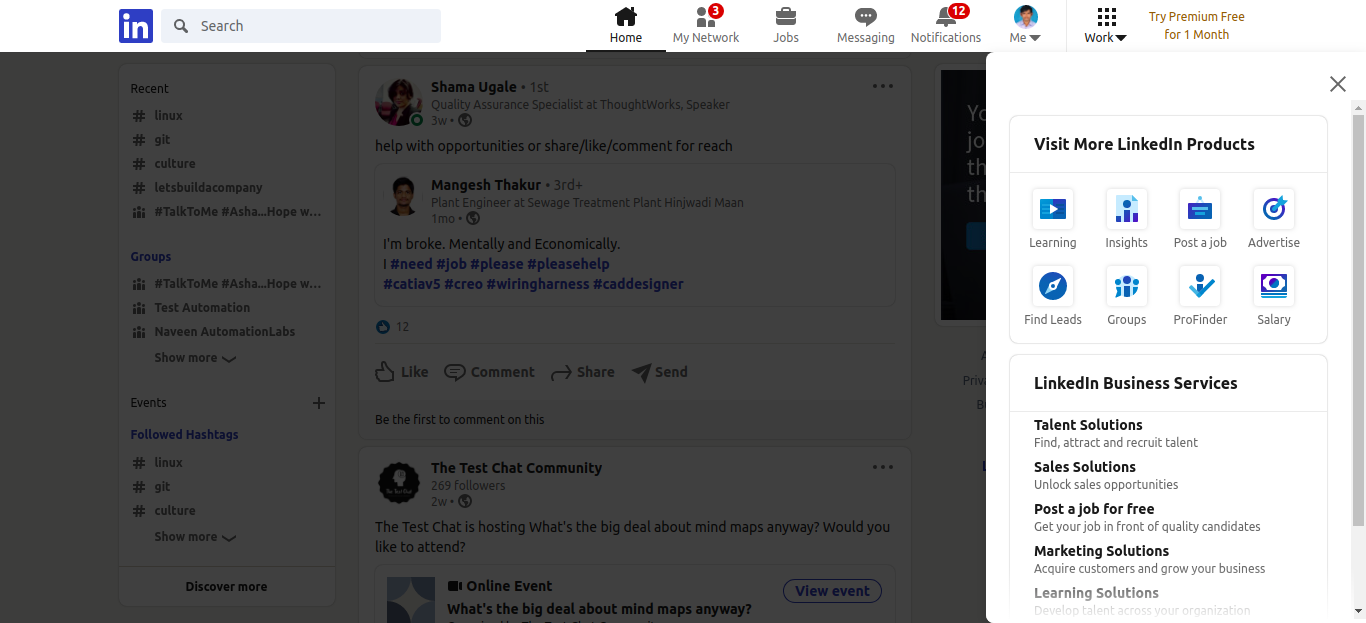 in
Search
Home
3
My Network
Jobs
Messaging
12
Notifications
Me
Work
Try Premium Free
for 1 Month
Recent
# linux
# git
# culture
# letsbuildacompany
#TalkToMe #Asha...Hope w...
Groups
#TalkToMe #Asha...Hope w...
Test Automation
Naveen AutomationLabs
Show more
Events
Followed Hashtags
# linux
# git
# culture
Show more
Discover more
Shama Ugale • 1st
Quality Assurance Specialist at ThoughtWorks, Speaker
3w •
help with opportunities or share/like/comment for reach
Mangesh Thakur • 3rd+
Plant Engineer at Sewage Treatment Plant Hinjwadi Maan
1mo •
I'm broke. Mentally and Economically.
I #need #job #please #pleasehelp
#catiav5 #creo #wiringharness #caddesigner
12
Like Comment Share Send
Be the first to comment on this
The Test Chat Community
269 followers
2w •
The Test Chat is hosting What's the big deal about mind maps anyway? Would you
like to attend?
Online Event
What's the big deal about mind maps anyway?
View event
Visit More LinkedIn Products
Learning Insights Post a job Advertise
Find Leads Groups ProFinder Salary
LinkedIn Business Services
Talent Solutions
Find, attract and recruit talent
Sales Solutions
Unlock sales opportunities
Post a job for free
Get your job in front of quality candidates
Marketing Solutions
Acquire customers and grow your business
Learning Solutions
Develop talent across your organization